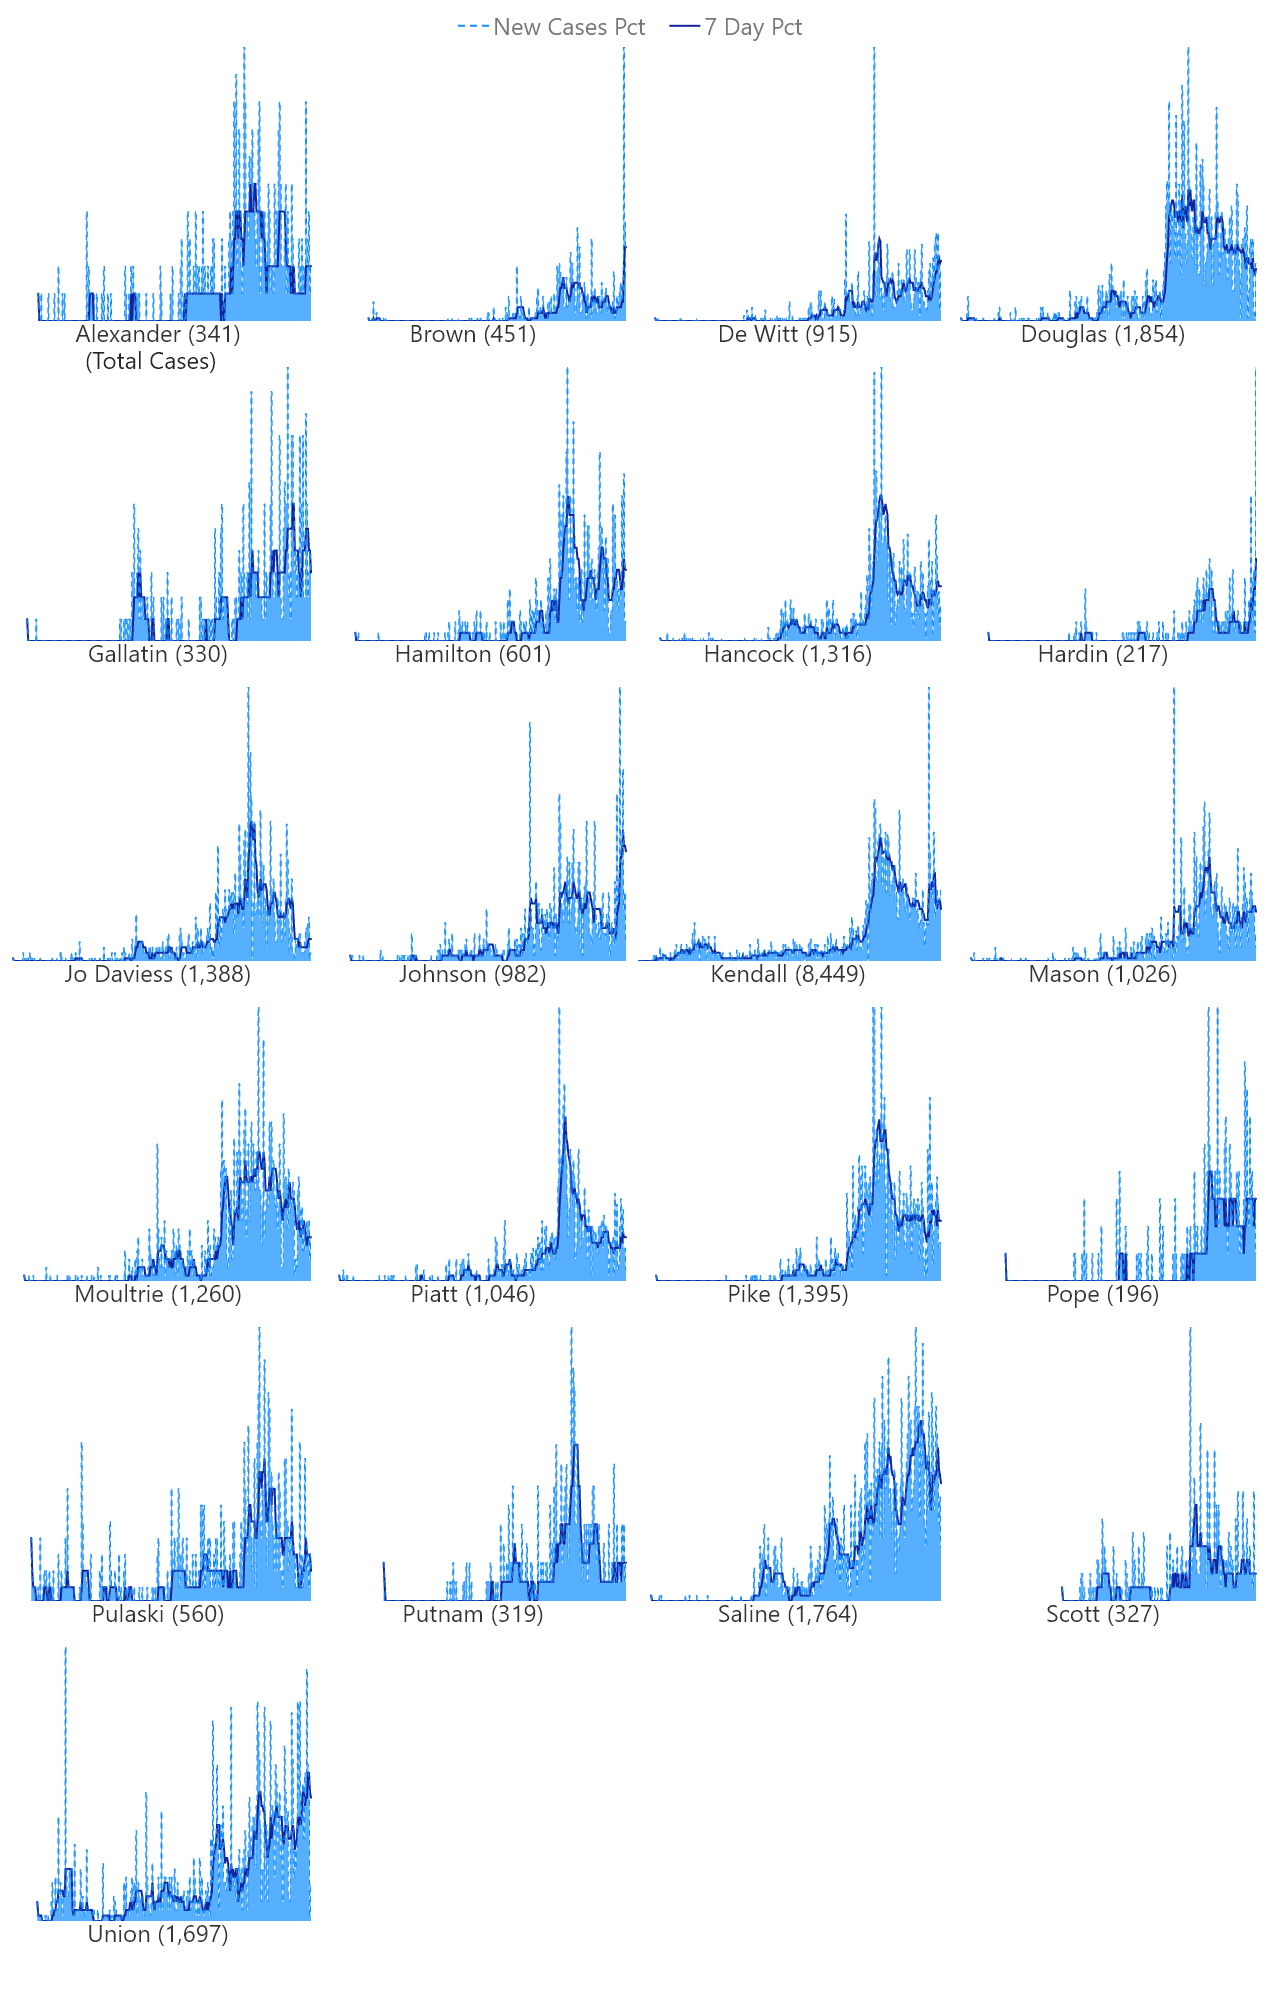 New Cases Pct 7 Day Pct
Alexander (341) Brown (451) De Witt (915) Douglas (1,854)
(Total Cases)
Gallatin (330) Hamilton (601) Hancock (1,316) Hardin (217)
Jo Daviess (1,388) Johnson (982) Kendall (8,449) Mason (1,026)
Moultrie (1,260) Piatt (1,046) Pike (1,395) Pope (196)
Pulaski (560) Putnam (319) Saline (1,764) Scott (327)
Union (1,697)